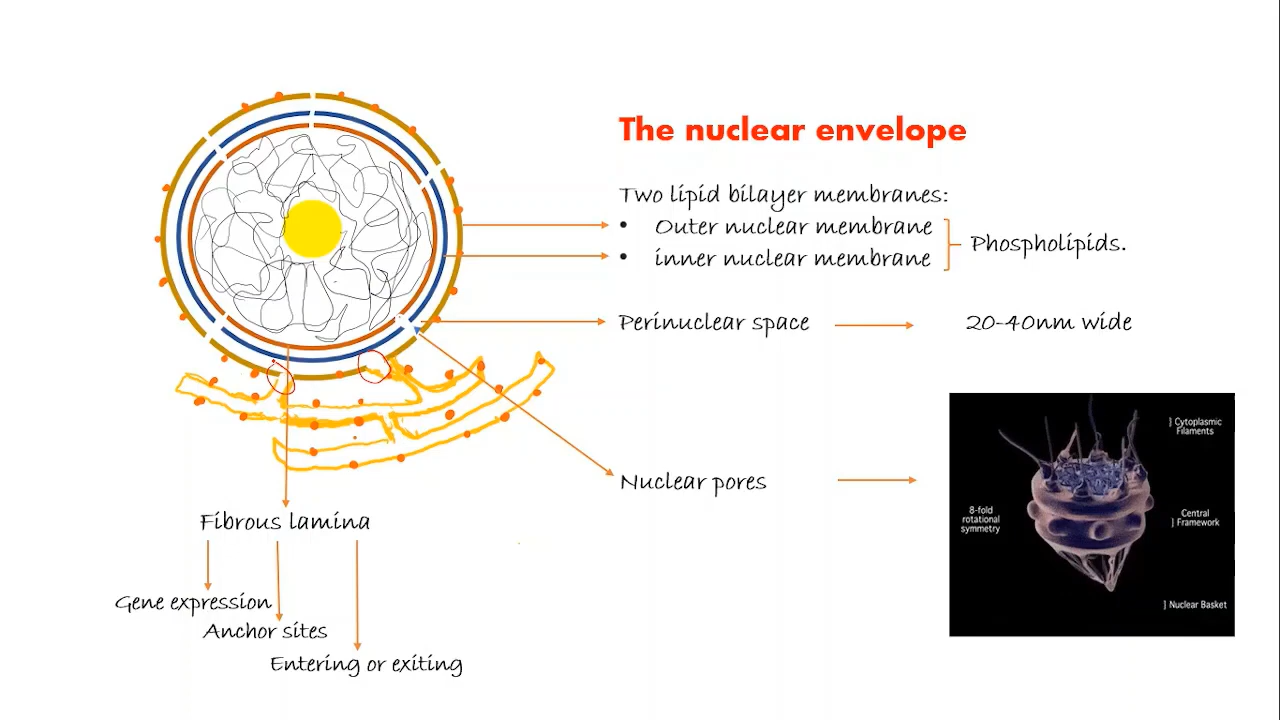 The nuclear envelope
Two lipid bilayer membranes:
• Outer nuclear membrane
• inner nuclear membrane
Phospholipids.
Perinuclear space
20-40nm wide
Nuclear pores
] Cytoplasmic
Filaments
8-fold
rotational
symmetry
Central
] Framework
] Nuclear Basket
Fibrous lamina
Gene expression
Anchor sites
Entering or exiting